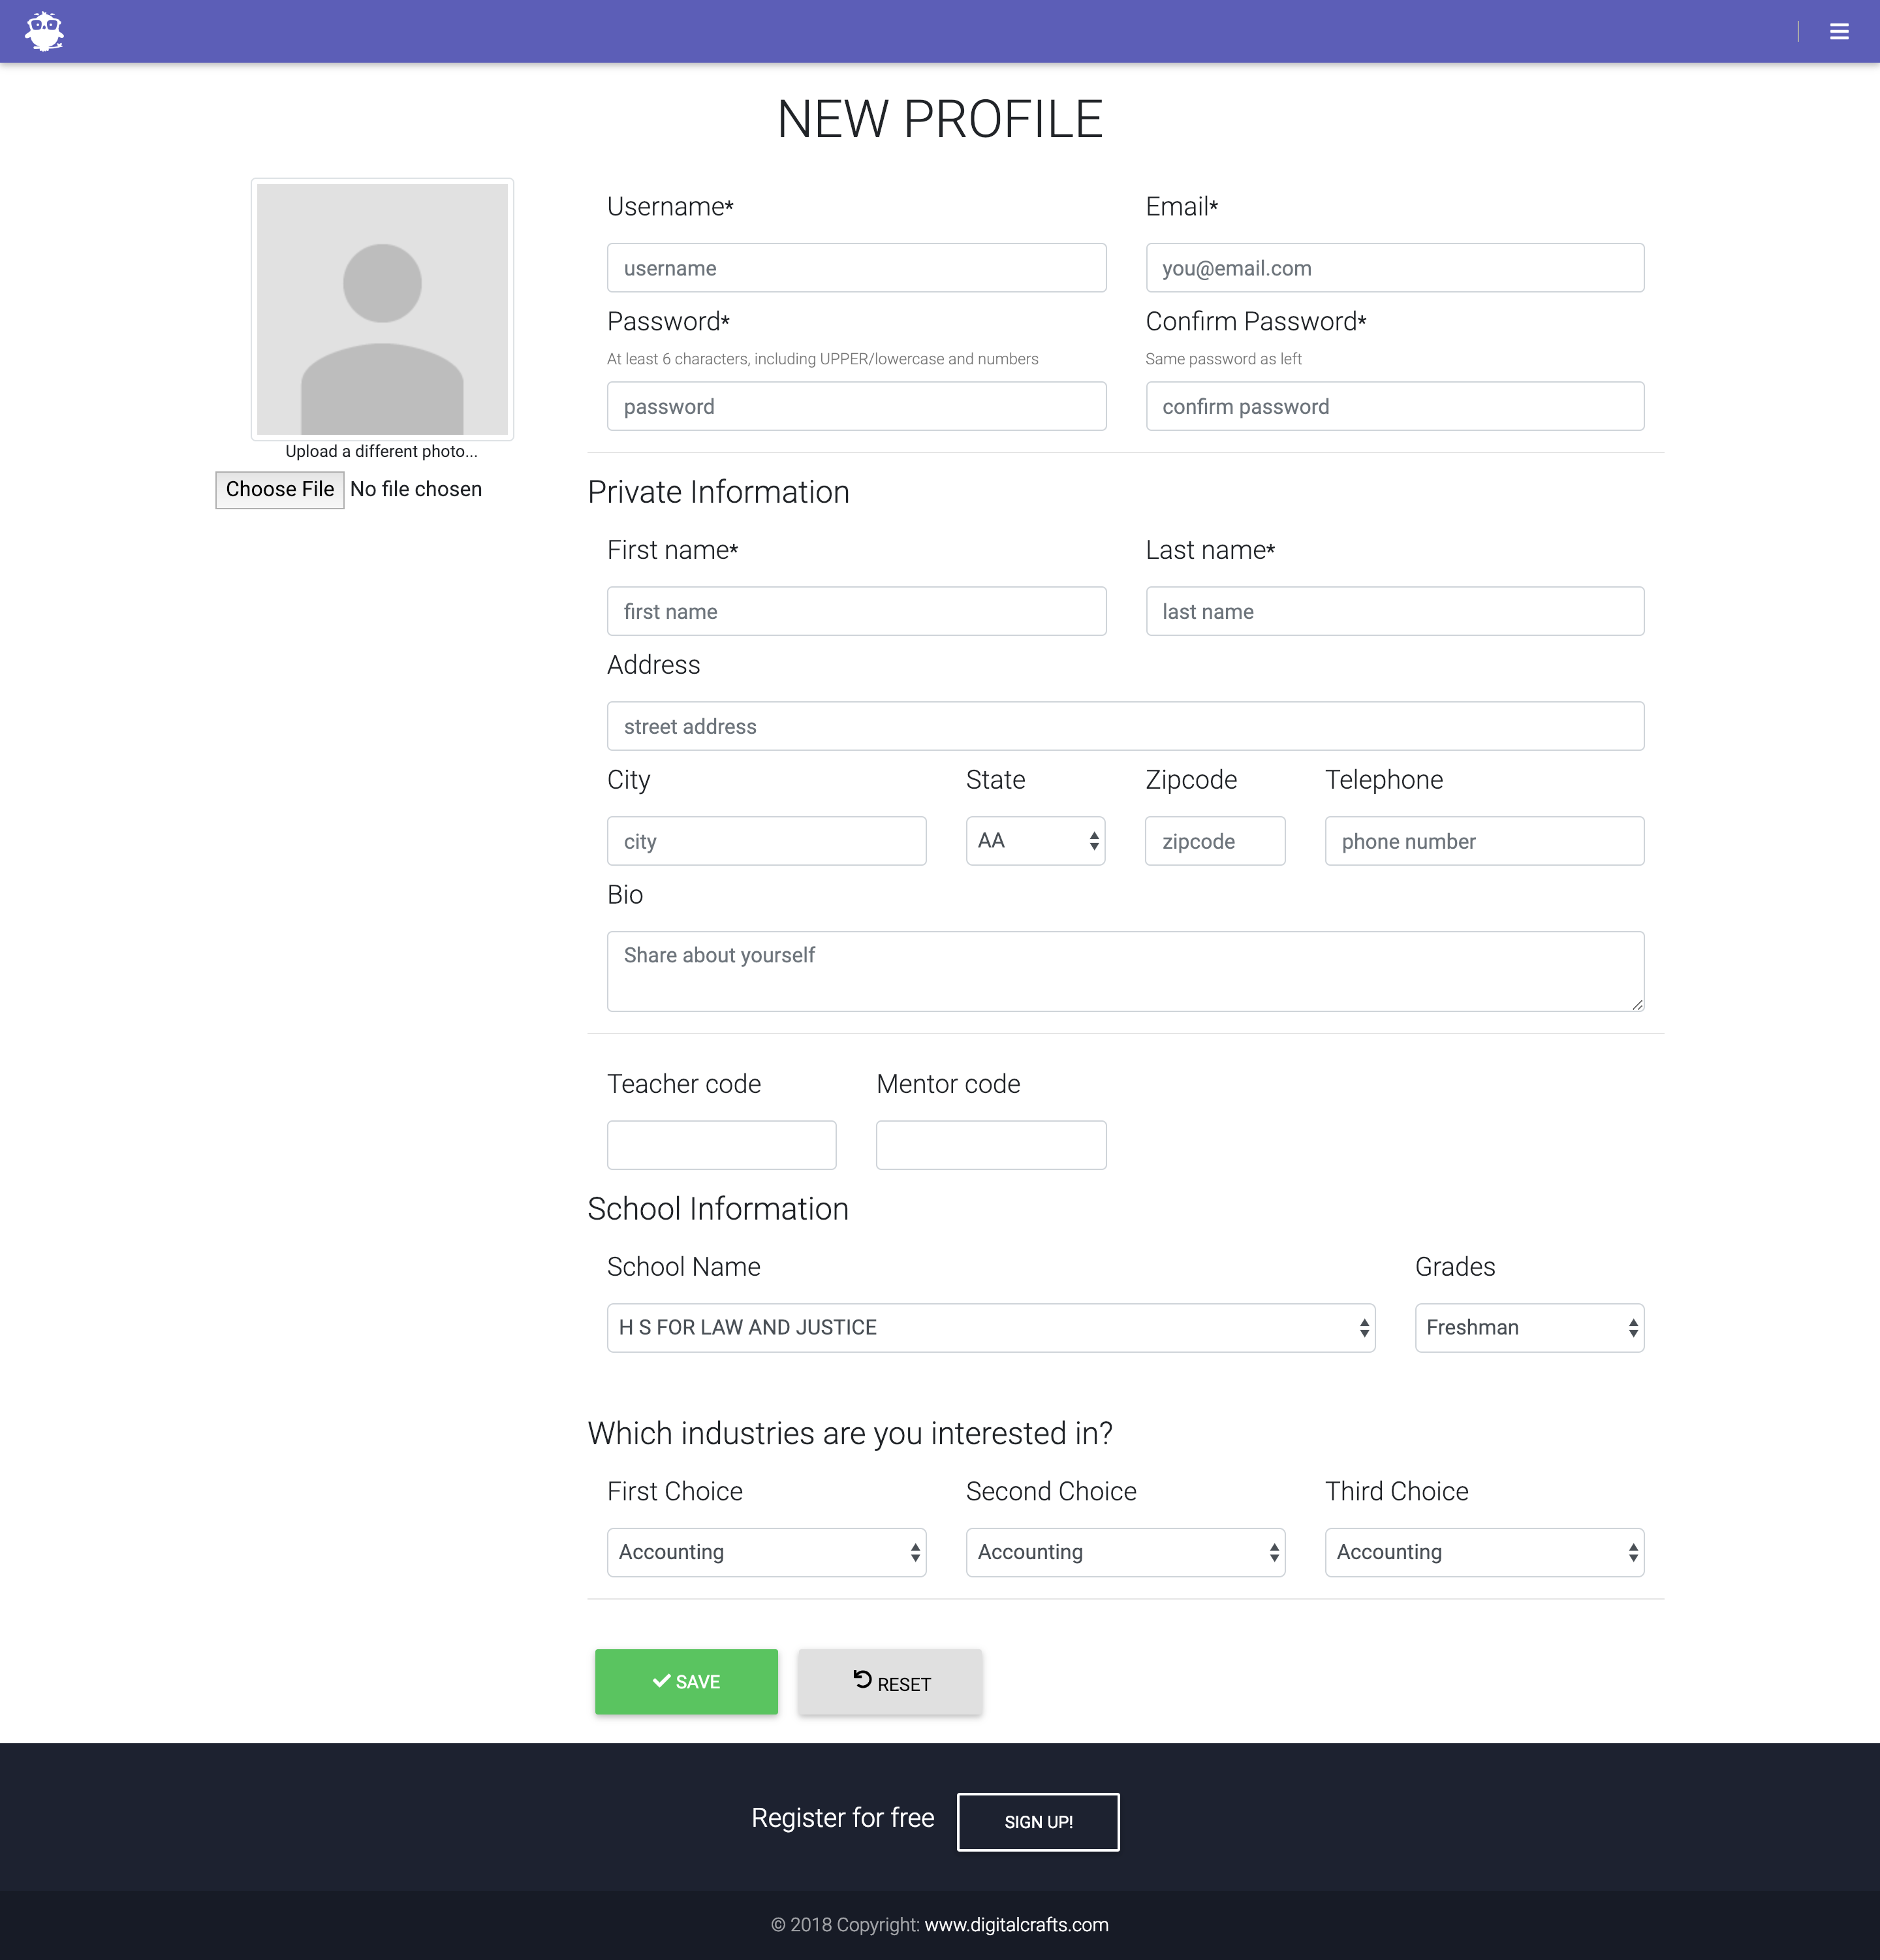 NEW PROFILE
Username* Email*
username you@email.com
Password* Confirm Password*
At least 6 characters, including UPPER/lowercase and numbers Same password as left
password confirm password
Upload a different photo...
Choose File No file chosen
Private Information
First name* Last name*
first name last name
Address
street address
City State Zipcode Telephone
city AA zipcode phone number
Bio
Share about yourself
Teacher code Mentor code
School Information
School Name Grades
H S FOR LAW AND JUSTICE Freshman
Which industries are you interested in?
First Choice Second Choice Third Choice
Accounting Accounting Accounting
SAVE RESET
Register for free SIGN UP!
© 2018 Copyright: www.digitalcrafts.com